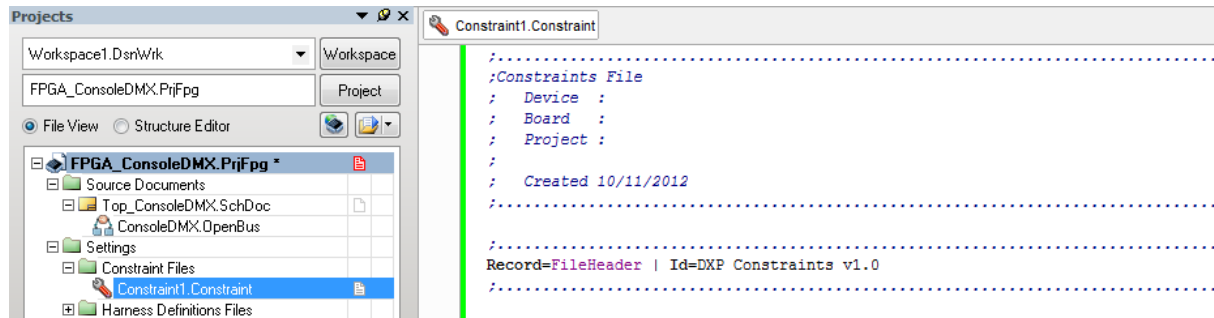 Projects
Workspace1.DsnWrk
Workspace
FPGA_ConsoleDMX.PrjFpg
Project
File View
Structure Editor
FPGA_ConsoleDMX.PrjFpg *
Source Documents
Top_ConsoleDMX.SchDoc
ConsoleDMX.OpenBus
Settings
Constraint Files
Constraint1.Constraint
Harness Definitions Files
Constraint1.Constraint
;...............................................................................
;Constraints File
;   Device  :
;   Board   :
;   Project :
;
;   Created 10/11/2012
;...............................................................................
;...............................................................................
Record=FileHeader | Id=DXP Constraints v1.0
;...............................................................................